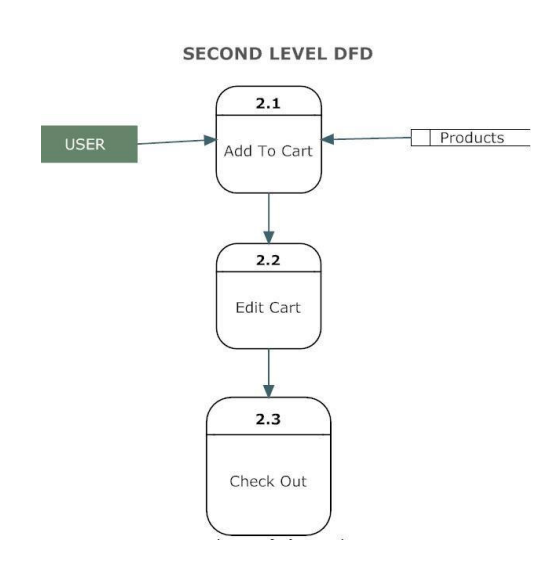 SECOND LEVEL DFD
2.1
USER
Add To Cart
Products
2.2
Edit Cart
2.3
Check Out